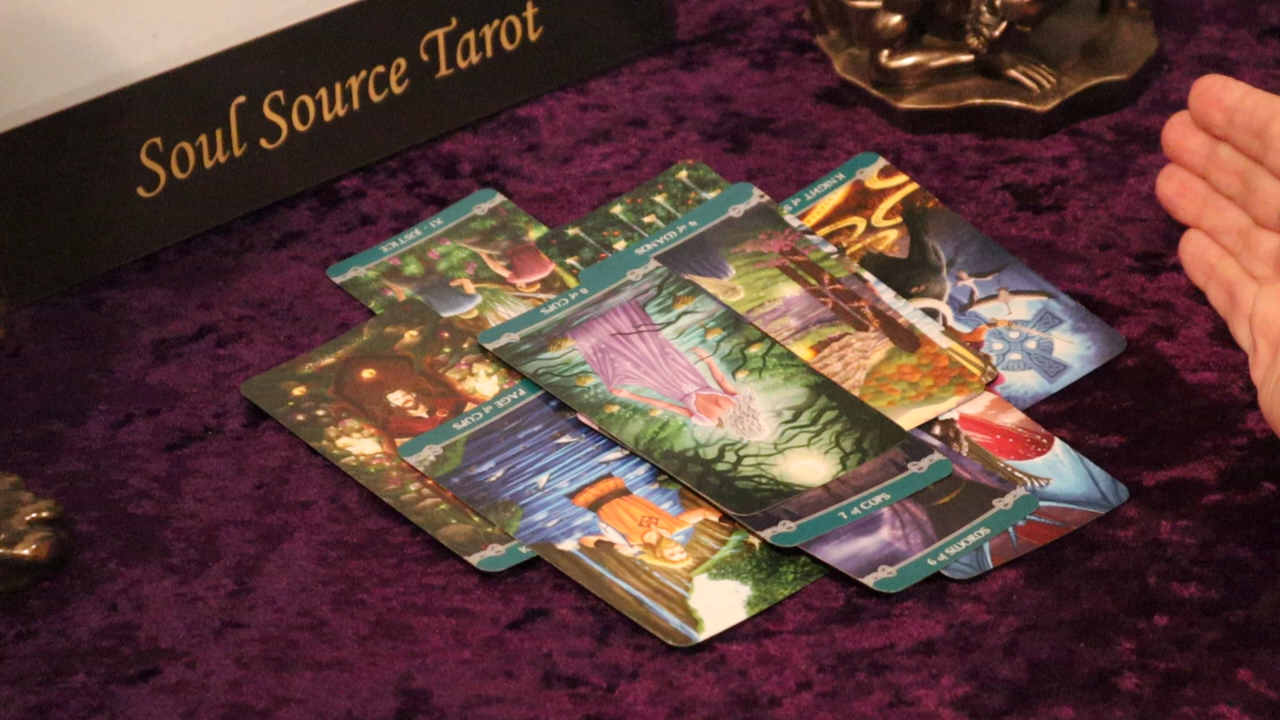 Soul Source Tarot
XI - JUSTICE
KNIGHT of S
4 of WANDS
8 of CUPS
PAGE of CUPS
7 of CUPS
9 of SWORDS